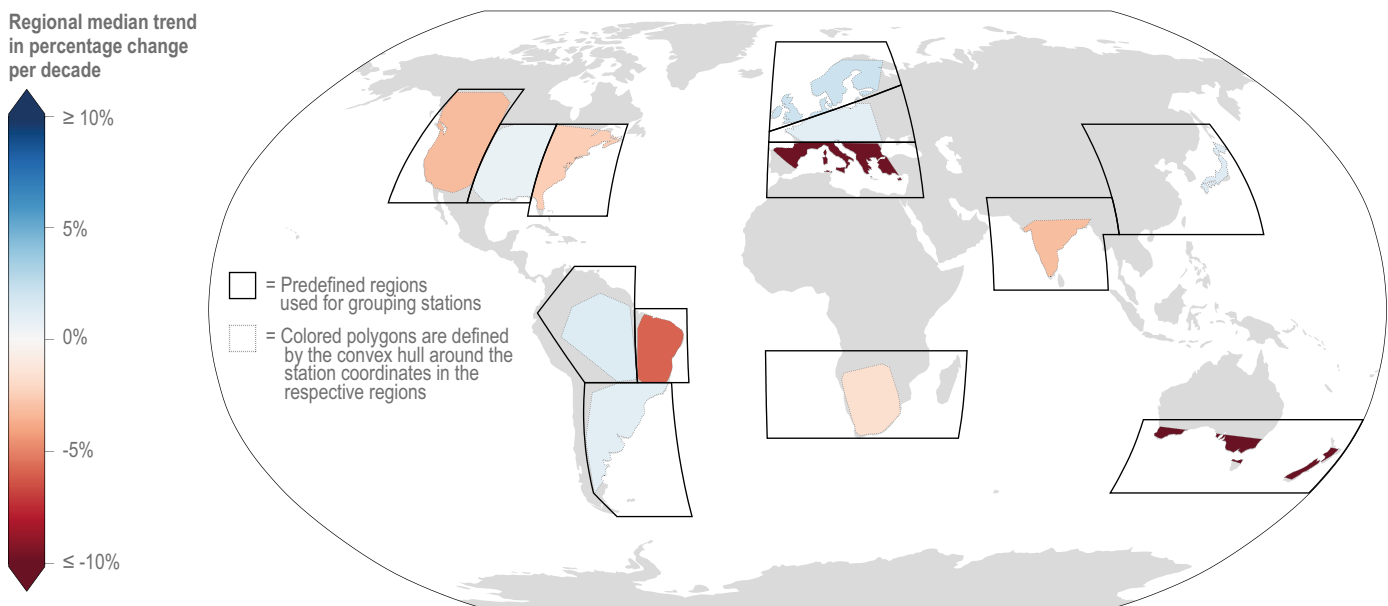 Regional median trend
in percentage change
per decade
≥ 10%
5%
0%
-5%
≤ -10%
= Predefined regions
used for grouping stations
= Colored polygons are defined
by the convex hull around the
station coordinates in the
respective regions